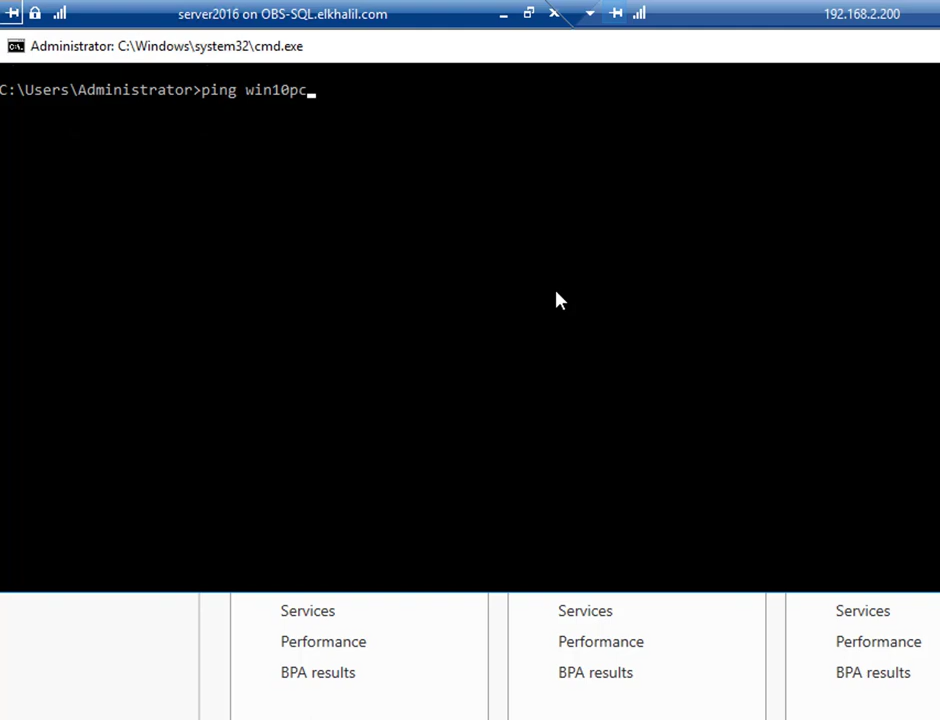 server2016 on OBS-SQL.elkhalil.com
192.168.2.200
Administrator: C:\Windows\system32\cmd.exe
C:\Users\Administrator>ping win10pc
Services Services Services
Performance Performance Performance
BPA results BPA results BPA results